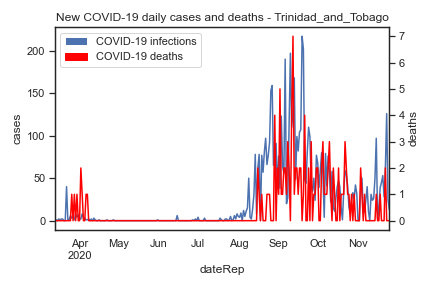 New COVID-19 daily cases and deaths - Trinidad_and_Tobago
COVID-19 infections
COVID-19 deaths
200
150
100
50
0
cases
7
6
5
4
3
2
1
0
deaths
Apr May Jun Jul Aug Sep Oct Nov
2020
dateRep